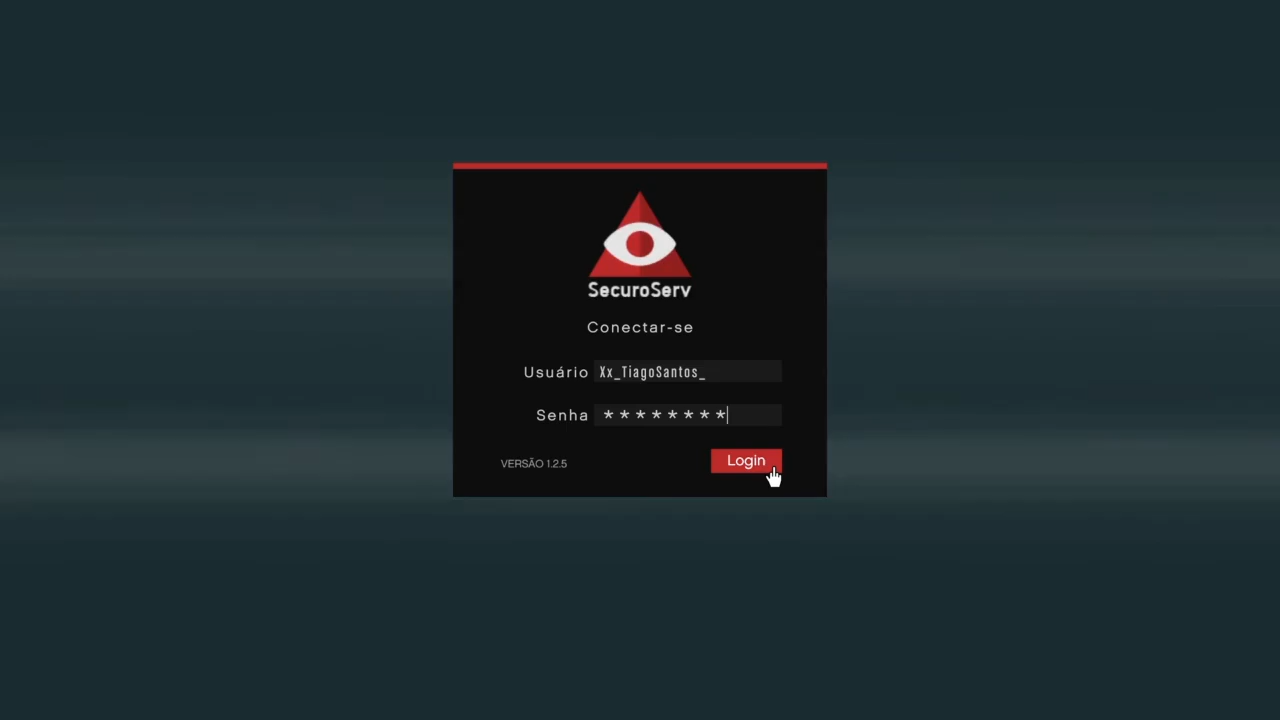 SecuroServ
Conectar-se
Usuário Xx_TiagoSantos_
Senha ********
VERSÃO 1.2.5 Login